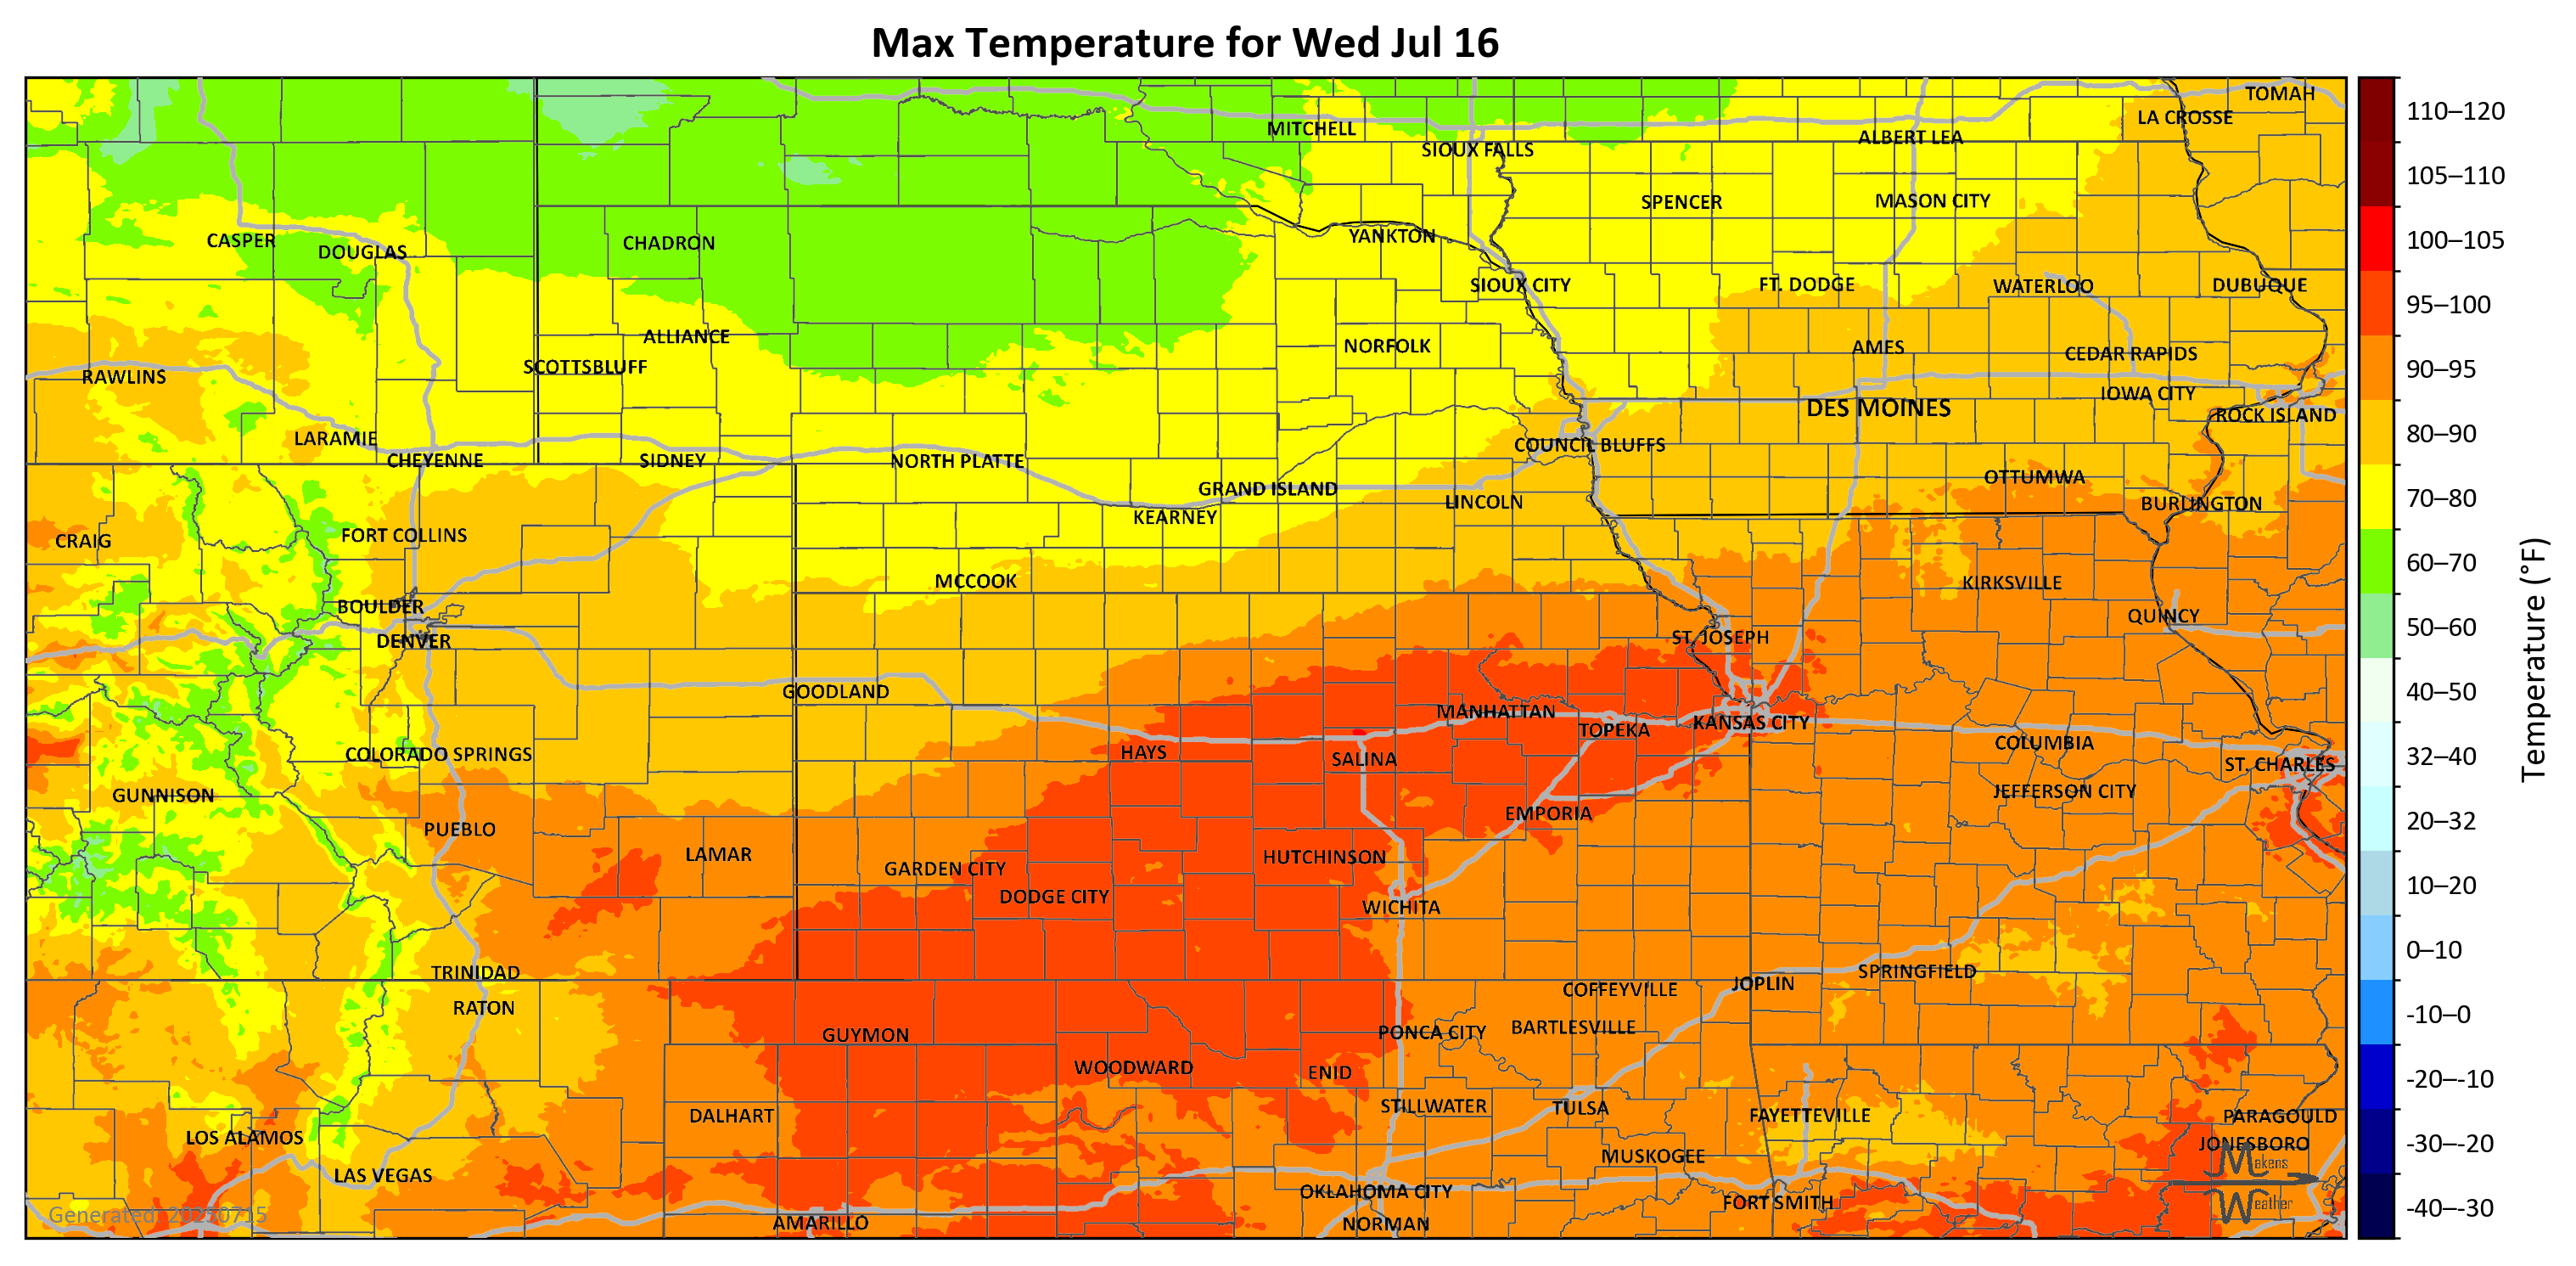 Max Temperature for Wed Jul 16
TOMAH
LA CROSSE
MITCHELL
ALBERT LEA
SIOUX FALLS
SPENCER
MASON CITY
CASPER
DOUGLAS
CHADRON
YANKTON
SIOUX CITY
FT. DODGE
WATERLOO
DUBUQUE
ALLIANCE
NORFOLK
AMES
CEDAR RAPIDS
SCOTTSBLUFF
RAWLINS
IOWA CITY
DES MOINES
ROCK ISLAND
LARAMIE
COUNCIL BLUFFS
CHEYENNE
SIDNEY
NORTH PLATTE
OTTUMWA
GRAND ISLAND
LINCOLN
BURLINGTON
KEARNEY
FORT COLLINS
CRAIG
MCCOOK
KIRKSVILLE
BOULDER
QUINCY
DENVER
ST. JOSEPH
GOODLAND
MANHATTAN
KANSAS CITY
TOPEKA
COLUMBIA
HAYS
COLORADO SPRINGS
SALINA
ST. CHARLES
GUNNISON
JEFFERSON CITY
EMPORIA
PUEBLO
LAMAR
HUTCHINSON
GARDEN CITY
DODGE CITY
WICHITA
TRINIDAD
SPRINGFIELD
JOPLIN
COFFEYVILLE
RATON
BARTLESVILLE
PONCA CITY
GUYMON
WOODWARD
ENID
STILLWATER
TULSA
DALHART
FAYETTEVILLE
PARAGOULD
LOS ALAMOS
JONESBORO
MUSKOGEE
LAS VEGAS
OKLAHOMA CITY
FORT SMITH
AMARILLO
NORMAN
Generated: 20250715
Makens
Weather
110–120
105–110
100–105
95–100
90–95
80–90
70–80
60–70
50–60
40–50
32–40
20–32
10–20
0–10
-10–0
-20–-10
-30–-20
-40–-30
Temperature (°F)